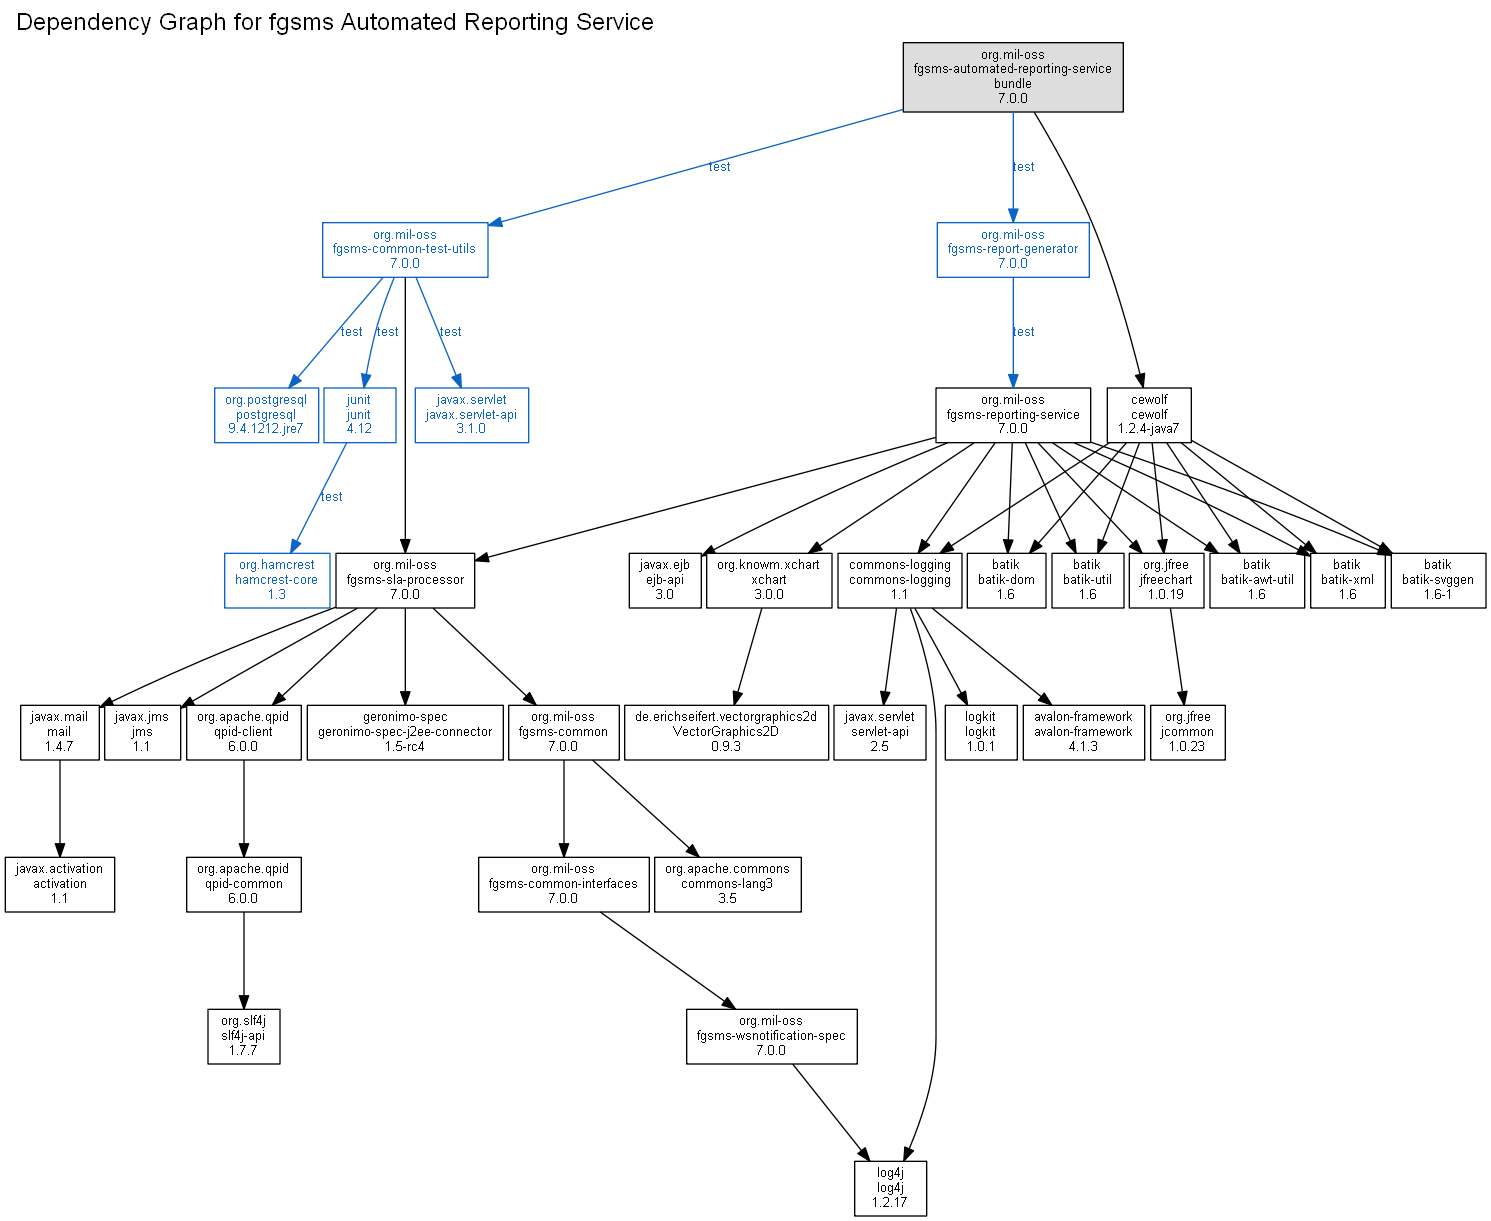 Dependency Graph for fgsms Automated Reporting Service
org.mil-oss
fgsms-automated-reporting-service
bundle
7.0.0
test
test
org.mil-oss
fgsms-common-test-utils
7.0.0
org.mil-oss
fgsms-report-generator
7.0.0
test
test
test
test
org.postgresql
postgresql
9.4.1212.jre7
junit
junit
4.12
javax.servlet
javax.servlet-api
3.1.0
org.mil-oss
fgsms-reporting-service
7.0.0
cewolf
cewolf
1.2.4-java7
test
org.hamcrest
hamcrest-core
1.3
org.mil-oss
fgsms-sla-processor
7.0.0
javax.ejb
ejb-api
3.0
org.knowm.xchart
xchart
3.0.0
commons-logging
commons-logging
1.1
batik
batik-dom
1.6
batik
batik-util
1.6
org.jfree
jfreechart
1.0.19
batik
batik-awt-util
1.6
batik
batik-xml
1.6
batik
batik-svggen
1.6-1
javax.mail
mail
1.4.7
javax.jms
jms
1.1
org.apache.qpid
qpid-client
6.0.0
geronimo-spec
geronimo-spec-j2ee-connector
1.5-rc4
org.mil-oss
fgsms-common
7.0.0
de.erichseifert.vectorgraphics2d
VectorGraphics2D
0.9.3
javax.servlet
servlet-api
2.5
logkit
logkit
1.0.1
avalon-framework
avalon-framework
4.1.3
org.jfree
jcommon
1.0.23
javax.activation
activation
1.1
org.apache.qpid
qpid-common
6.0.0
org.mil-oss
fgsms-common-interfaces
7.0.0
org.apache.commons
commons-lang3
3.5
org.slf4j
slf4j-api
1.7.7
org.mil-oss
fgsms-wsnotification-spec
7.0.0
log4j
log4j
1.2.17